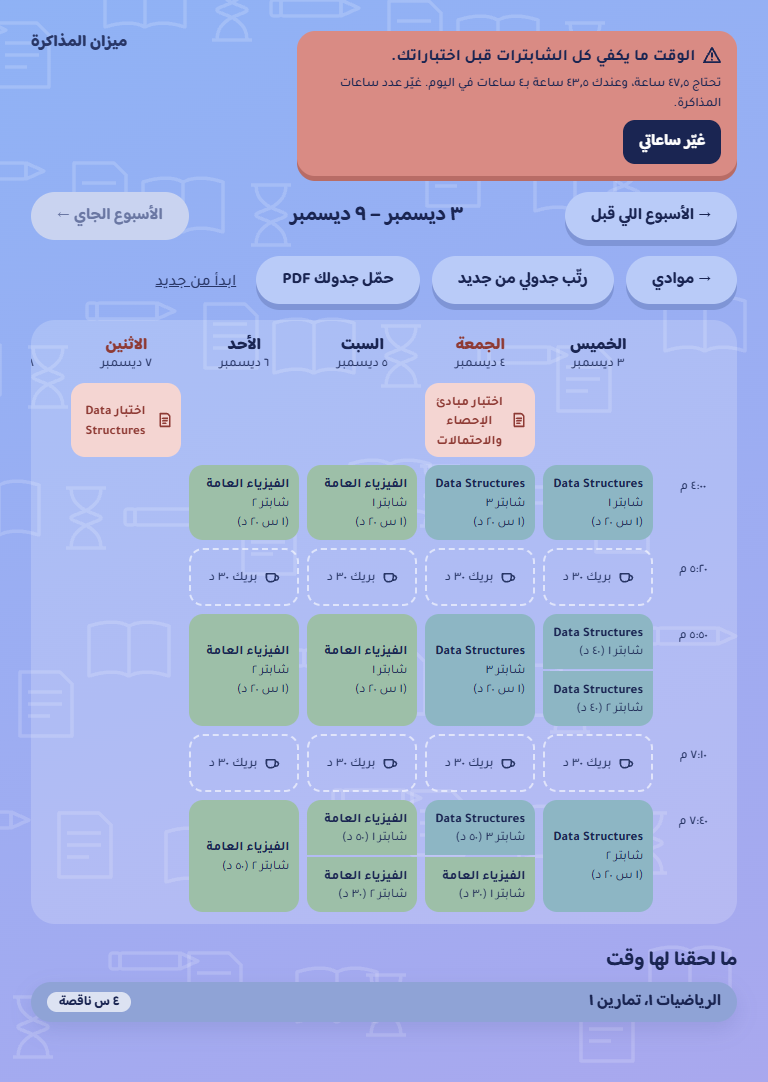 ميزان المذاكرة
الوقت ما يكفي كل الشابترات قبل اختباراتك.
تحتاج ٤٧,٥ ساعة، وعندك ٤٣,٥ ساعة بـ٤ ساعات في اليوم. غيّر عدد ساعات
المذاكرة.
غيّر ساعاتي
→ الأسبوع اللي قبل
٣ ديسمبر – ٩ ديسمبر
الأسبوع الجاي ←
→ موادي
رتّب جدولي من جديد
حمّل جدولك PDF
ابدأ من جديد
الخميس
٣ ديسمبر
الجمعة
٤ ديسمبر
السبت
٥ ديسمبر
الأحد
٦ ديسمبر
الاثنين
٧ ديسمبر
اختبار مبادئ
الإحصاء
والاحتمالات
اختبار Data
Structures
٤:٠٠ م
Data Structures
شابتر ١
(١ س ٢٠ د)
Data Structures
شابتر ٣
(١ س ٢٠ د)
الفيزياء العامة
شابتر ١
(١ س ٢٠ د)
الفيزياء العامة
شابتر ٢
(١ س ٢٠ د)
٥:٢٠ م
بريك ٣٠ د
بريك ٣٠ د
بريك ٣٠ د
بريك ٣٠ د
٥:٥٠ م
Data Structures
شابتر ١ (٤٠ د)
Data Structures
شابتر ٢ (٤٠ د)
Data Structures
شابتر ٣
(١ س ٢٠ د)
الفيزياء العامة
شابتر ١
(١ س ٢٠ د)
الفيزياء العامة
شابتر ٢
(١ س ٢٠ د)
٧:١٠ م
بريك ٣٠ د
بريك ٣٠ د
بريك ٣٠ د
بريك ٣٠ د
٧:٤٠ م
Data Structures
شابتر ٢
(١ س ٢٠ د)
Data Structures
شابتر ٣ (٥٠ د)
الفيزياء العامة
شابتر ١ (٣٠ د)
الفيزياء العامة
شابتر ١ (٥٠ د)
الفيزياء العامة
شابتر ٢ (٣٠ د)
الفيزياء العامة
شابتر ٢ (٥٠ د)
ما لحقنا لها وقت
الرياضيات ١، تمارين ١
٤ س ناقصة